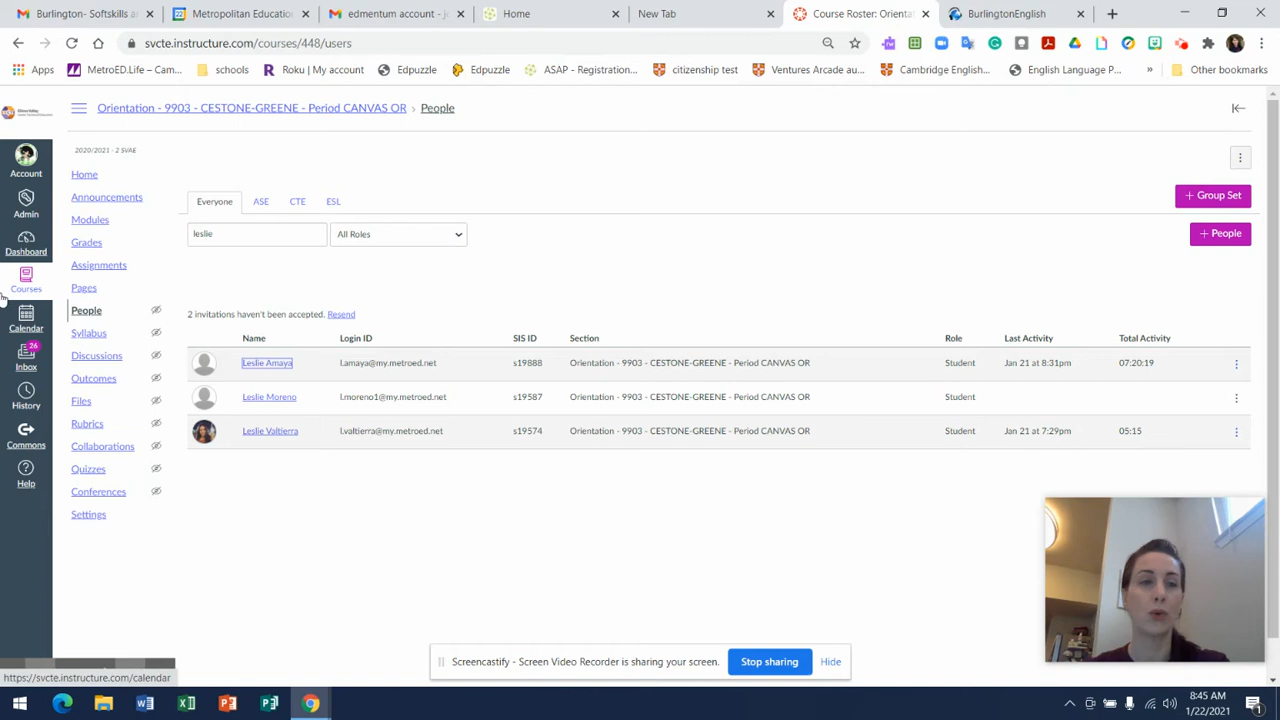 Burlington- Softskills a
Metropolitan Education
edmentum account - jc
Home
New Tab
Course Roster: Orienta
BurlingtonEnglish
svcte.instructure.com/courses/448/users
Apps
MetroED.Life – Cam...
schools
Roku | My account
Edpuzzle
Edpuzzle
ASAP - Registration...
citizenship test
Ventures Arcade au...
Cambridge English...
English Language P...
Other bookmarks
Orientation - 9903 - CESTONE-GREENE - Period CANVAS OR › People
2020/2021 - 2 SVAE
Account
Admin
Dashboard
Courses
Calendar
26
Inbox
History
Commons
Help
Home
Announcements
Modules
Grades
Assignments
Pages
People
Syllabus
Discussions
Outcomes
Files
Rubrics
Collaborations
Quizzes
Conferences
Settings
Everyone ASE CTE ESL
+ Group Set
leslie All Roles
+ People
2 invitations haven't been accepted. Resend
Name Login ID SIS ID Section Role Last Activity Total Activity
Leslie Amaya l.amaya@my.metroed.net s19888 Orientation - 9903 - CESTONE-GREENE - Period CANVAS OR Student Jan 21 at 8:31pm 07:20:19
Leslie Moreno l.moreno1@my.metroed.net s19587 Orientation - 9903 - CESTONE-GREENE - Period CANVAS OR Student
Leslie Valtierra l.valtierra@my.metroed.net s19574 Orientation - 9903 - CESTONE-GREENE - Period CANVAS OR Student Jan 21 at 7:29pm 05:15
Screencastify - Screen Video Recorder is sharing your screen. Stop sharing Hide
https://svcte.instructure.com/calendar
8:45 AM
1/22/2021